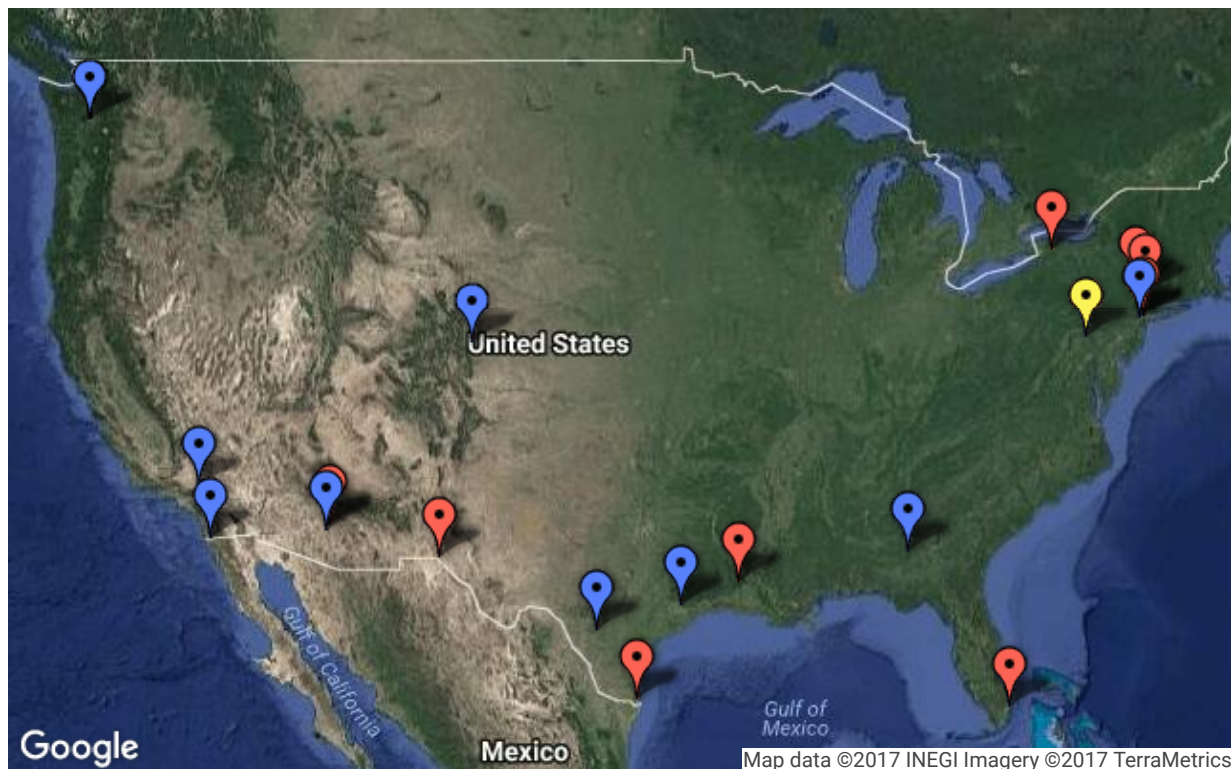 United States
Gulf of California
Gulf of
Mexico
Mexico
Google
Map data ©2017 INEGI Imagery ©2017 TerraMetrics